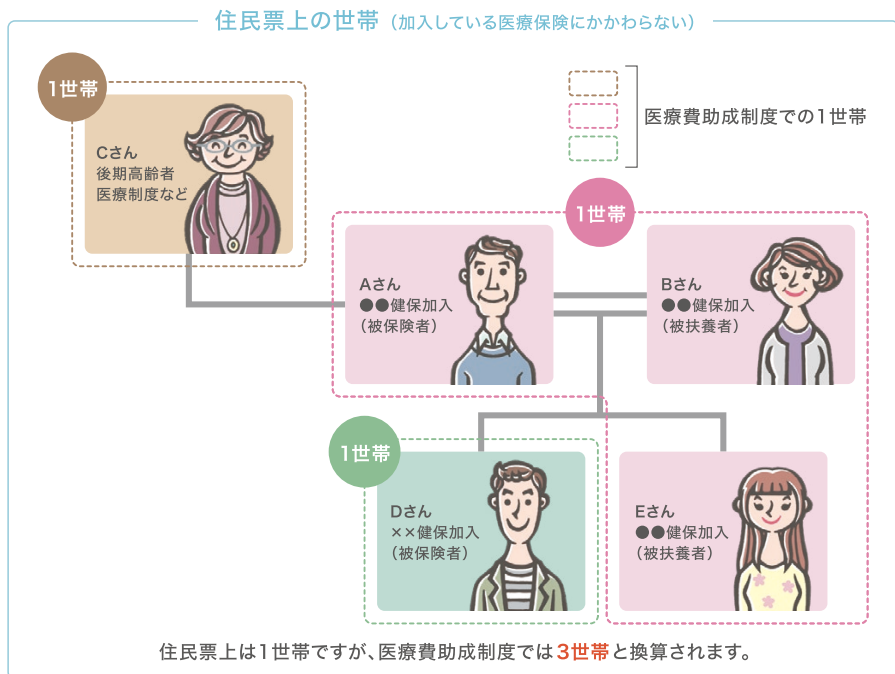 住民票上の世帯（加入している医療保険にかかわらない）
1世帯
Cさん
後期高齢者
医療制度など
医療費助成制度での1世帯
1世帯
Aさん
●●健保加入
（被保険者）
Bさん
●●健保加入
（被扶養者）
1世帯
Dさん
××健保加入
（被保険者）
Eさん
●●健保加入
（被扶養者）
住民票上は1世帯ですが、医療費助成制度では3世帯と換算されます。